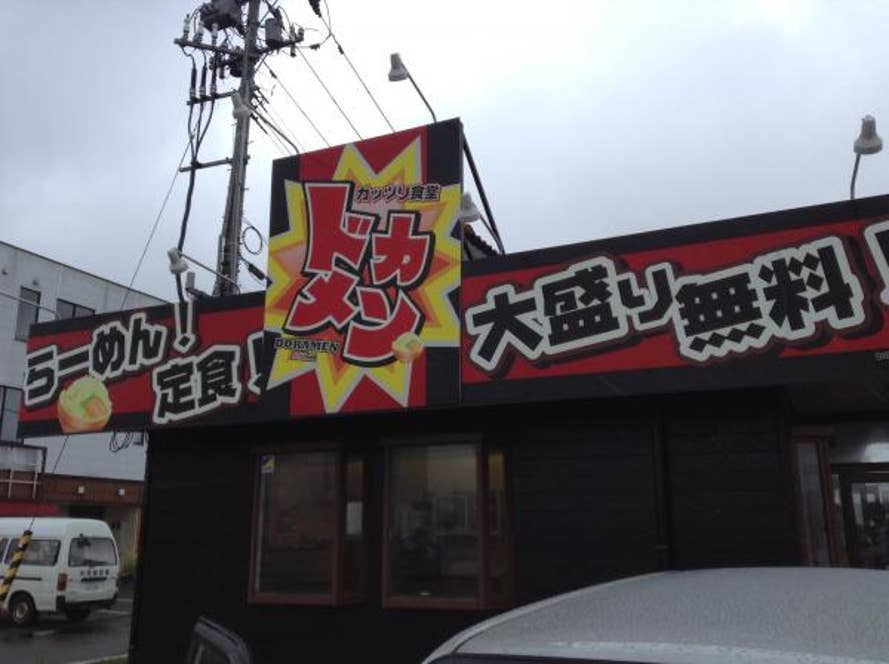 らーめん！
定食！
ガッツリ食堂
ドカ
メン
DORAMEN
大盛り無料！